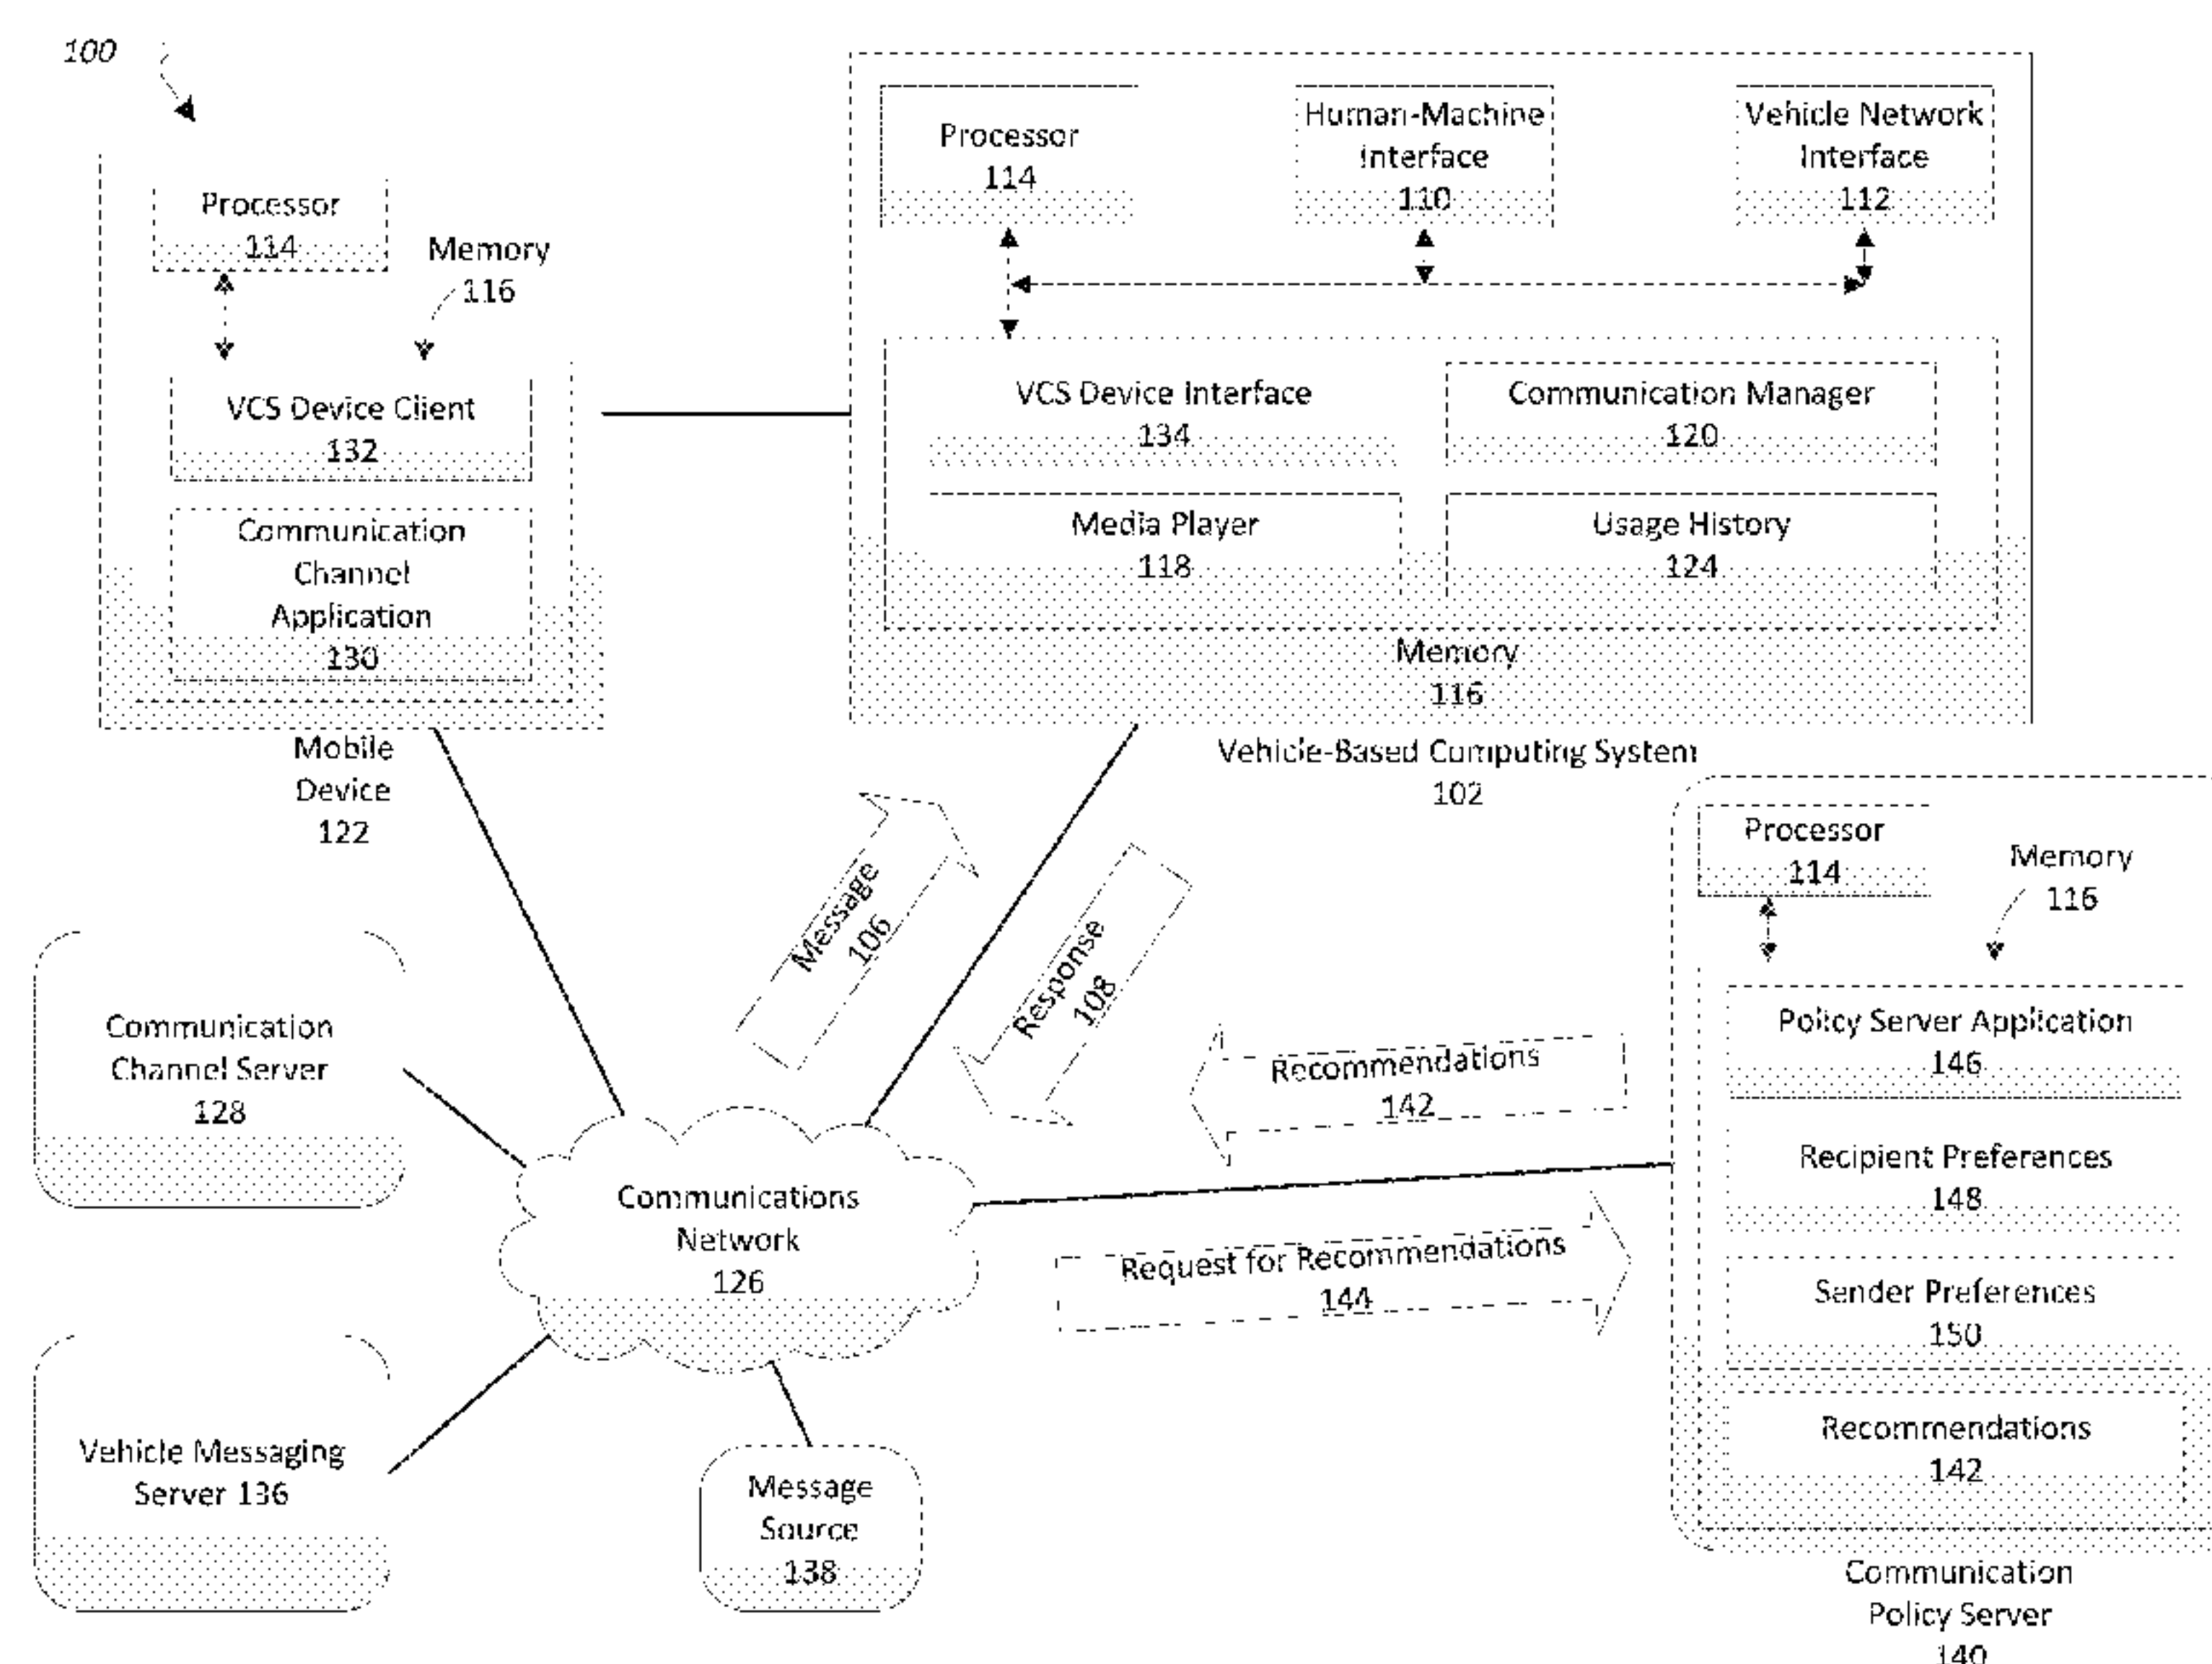 100
Processor
114
Memory
116
VCS Device Client
132
Communication
Channel
Application
130
Mobile
Device
122
Processor
114
Human-Machine
Interface
110
Vehicle Network
Interface
112
VCS Device Interface
134
Communication Manager
120
Media Player
118
Usage History
124
Memory
116
Vehicle-Based Computing System
102
Message
106
Response
108
Recommendations
142
Request for Recommendations
144
Communication
Channel Server
128
Communications
Network
126
Vehicle Messaging
Server 136
Message
Source
138
Processor
114
Memory
116
Policy Server Application
146
Recipient Preferences
148
Sender Preferences
150
Recommendations
142
Communication
Policy Server
140